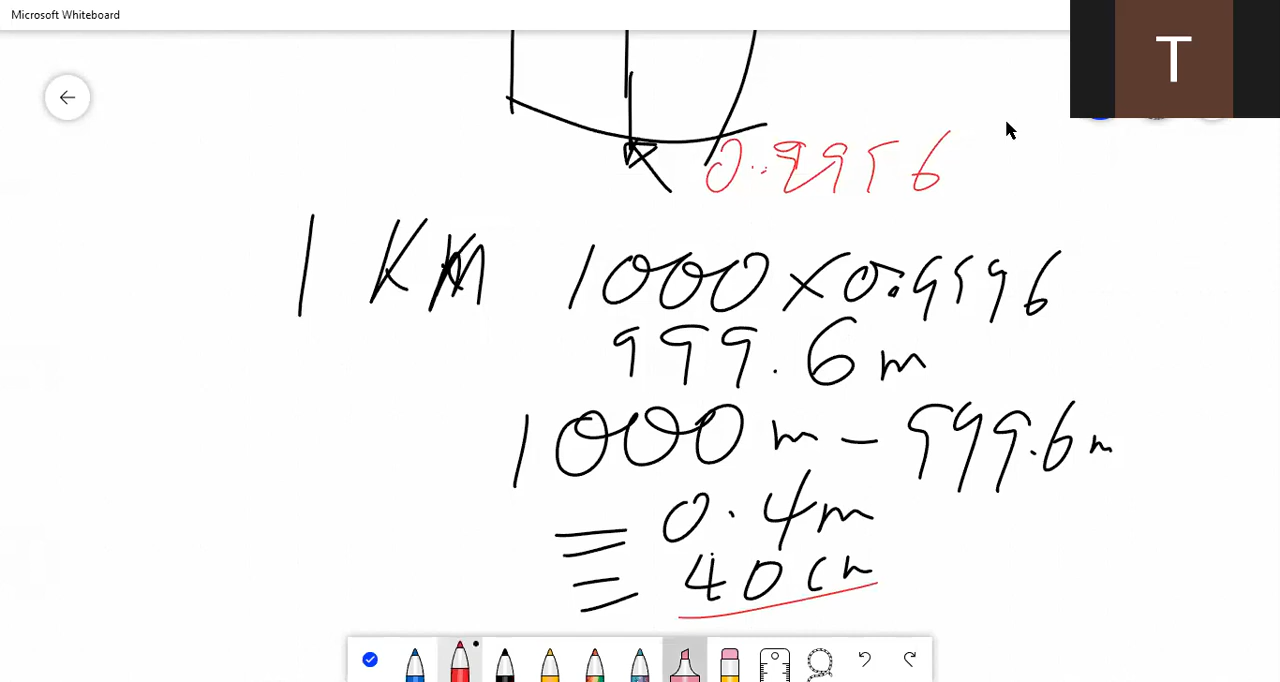 Microsoft Whiteboard
T
0.9996
1 KM 1000 × 0.9996
999.6 m
1000 m – 999.6 m
= 0.4 m
= 40 cm